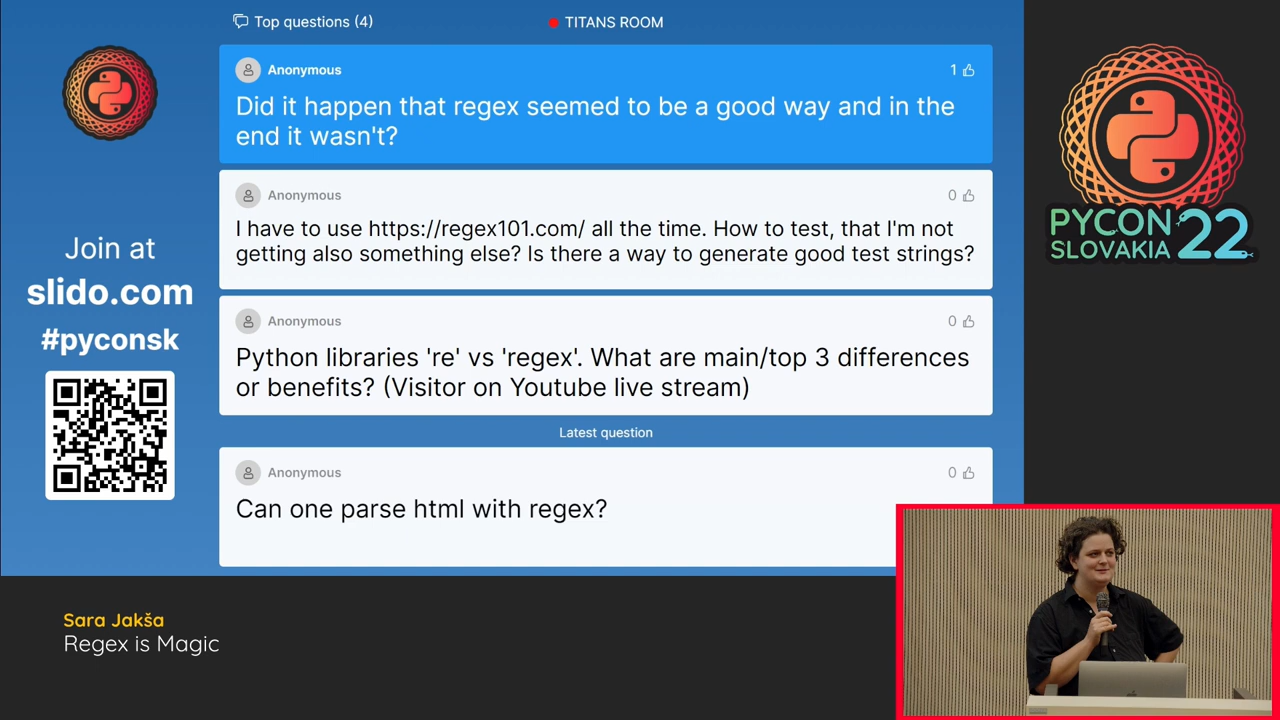 Top questions (4)
TITANS ROOM
Anonymous
1
Did it happen that regex seemed to be a good way and in the
end it wasn't?
Anonymous
0
I have to use https://regex101.com/ all the time. How to test, that I'm not
getting also something else? Is there a way to generate good test strings?
Anonymous
0
Python libraries 're' vs 'regex'. What are main/top 3 differences
or benefits? (Visitor on Youtube live stream)
Latest question
Anonymous
0
Can one parse html with regex?
Join at
slido.com
#pyconsk
PYCON
SLOVAKIA
22
Sara Jakša
Regex is Magic